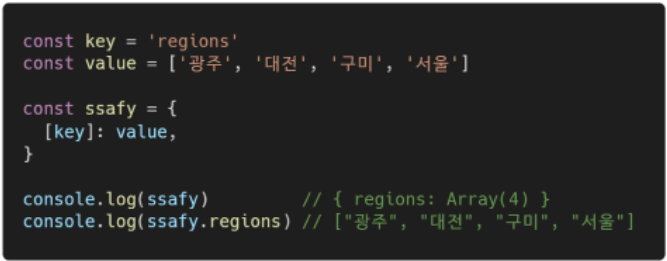 const key = 'regions'
const value = ['광주', '대전', '구미', '서울']
const ssafy = {
[key]: value,
}
console.log(ssafy) // { regions: Array(4) }
console.log(ssafy.regions) // ["광주", "대전", "구미", "서울"]